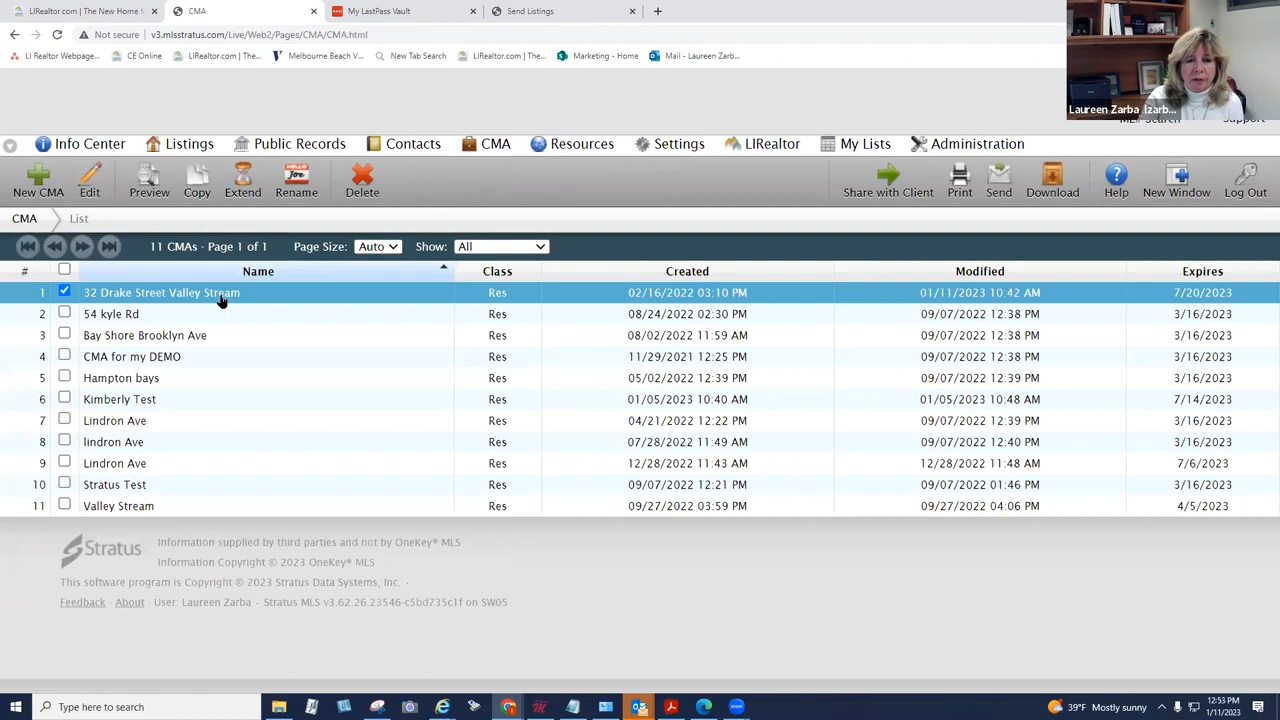 LIRealtor.com | The New Home f
CMA
My LastPass Vault
Send Listings
Not secure
v3.mlsstratus.com/Live/Web2/Pages/CMA/CMA.html
LI Realtor Webpage...
CE Online
LIRealtor.com | The...
Melbourne Beach V...
New Tab Search
LIRealtor.com | The...
Marketing - Home
Mail - Laureen Zarb...
Laureen Zarba
Info Center
Listings
Public Records
Contacts
CMA
Resources
Settings
LIRealtor
My Lists
Administration
New CMA
Edit
Preview
Copy
Extend
Rename
Delete
Share with Client
Print
Send
Download
Help
New Window
Log Out
CMA
List
11 CMAs - Page 1 of 1
Page Size:
Auto
Show:
All
# Name Class Created Modified Expires
1 32 Drake Street Valley Stream Res 02/16/2022 03:10 PM 01/11/2023 10:42 AM 7/20/2023
2 54 kyle Rd Res 08/24/2022 02:30 PM 09/07/2022 12:38 PM 3/16/2023
3 Bay Shore Brooklyn Ave Res 08/02/2022 11:59 AM 09/07/2022 12:38 PM 3/16/2023
4 CMA for my DEMO Res 11/29/2021 12:25 PM 09/07/2022 12:38 PM 3/16/2023
5 Hampton bays Res 05/02/2022 12:39 PM 09/07/2022 12:39 PM 3/16/2023
6 Kimberly Test Res 01/05/2023 10:40 AM 01/05/2023 10:48 AM 7/14/2023
7 Lindron Ave Res 04/21/2022 12:22 PM 09/07/2022 12:39 PM 3/16/2023
8 lindron Ave Res 07/28/2022 11:49 AM 09/07/2022 12:40 PM 3/16/2023
9 Lindron Ave Res 12/28/2022 11:43 AM 12/28/2022 11:48 AM 7/6/2023
10 Stratus Test Res 09/07/2022 12:21 PM 09/07/2022 01:46 PM 3/16/2023
11 Valley Stream Res 09/27/2022 03:59 PM 09/27/2022 04:06 PM 4/5/2023
Stratus
Information supplied by third parties and not by OneKey® MLS
Information Copyright © 2023 OneKey® MLS
This software program is Copyright © 2023 Stratus Data Systems, Inc. ·
Feedback · About · User: Laureen Zarba · Stratus MLS v3.62.26.23546-c5bd735c1f on SW05
Type here to search
39°F Mostly sunny
12:53 PM
1/11/2023